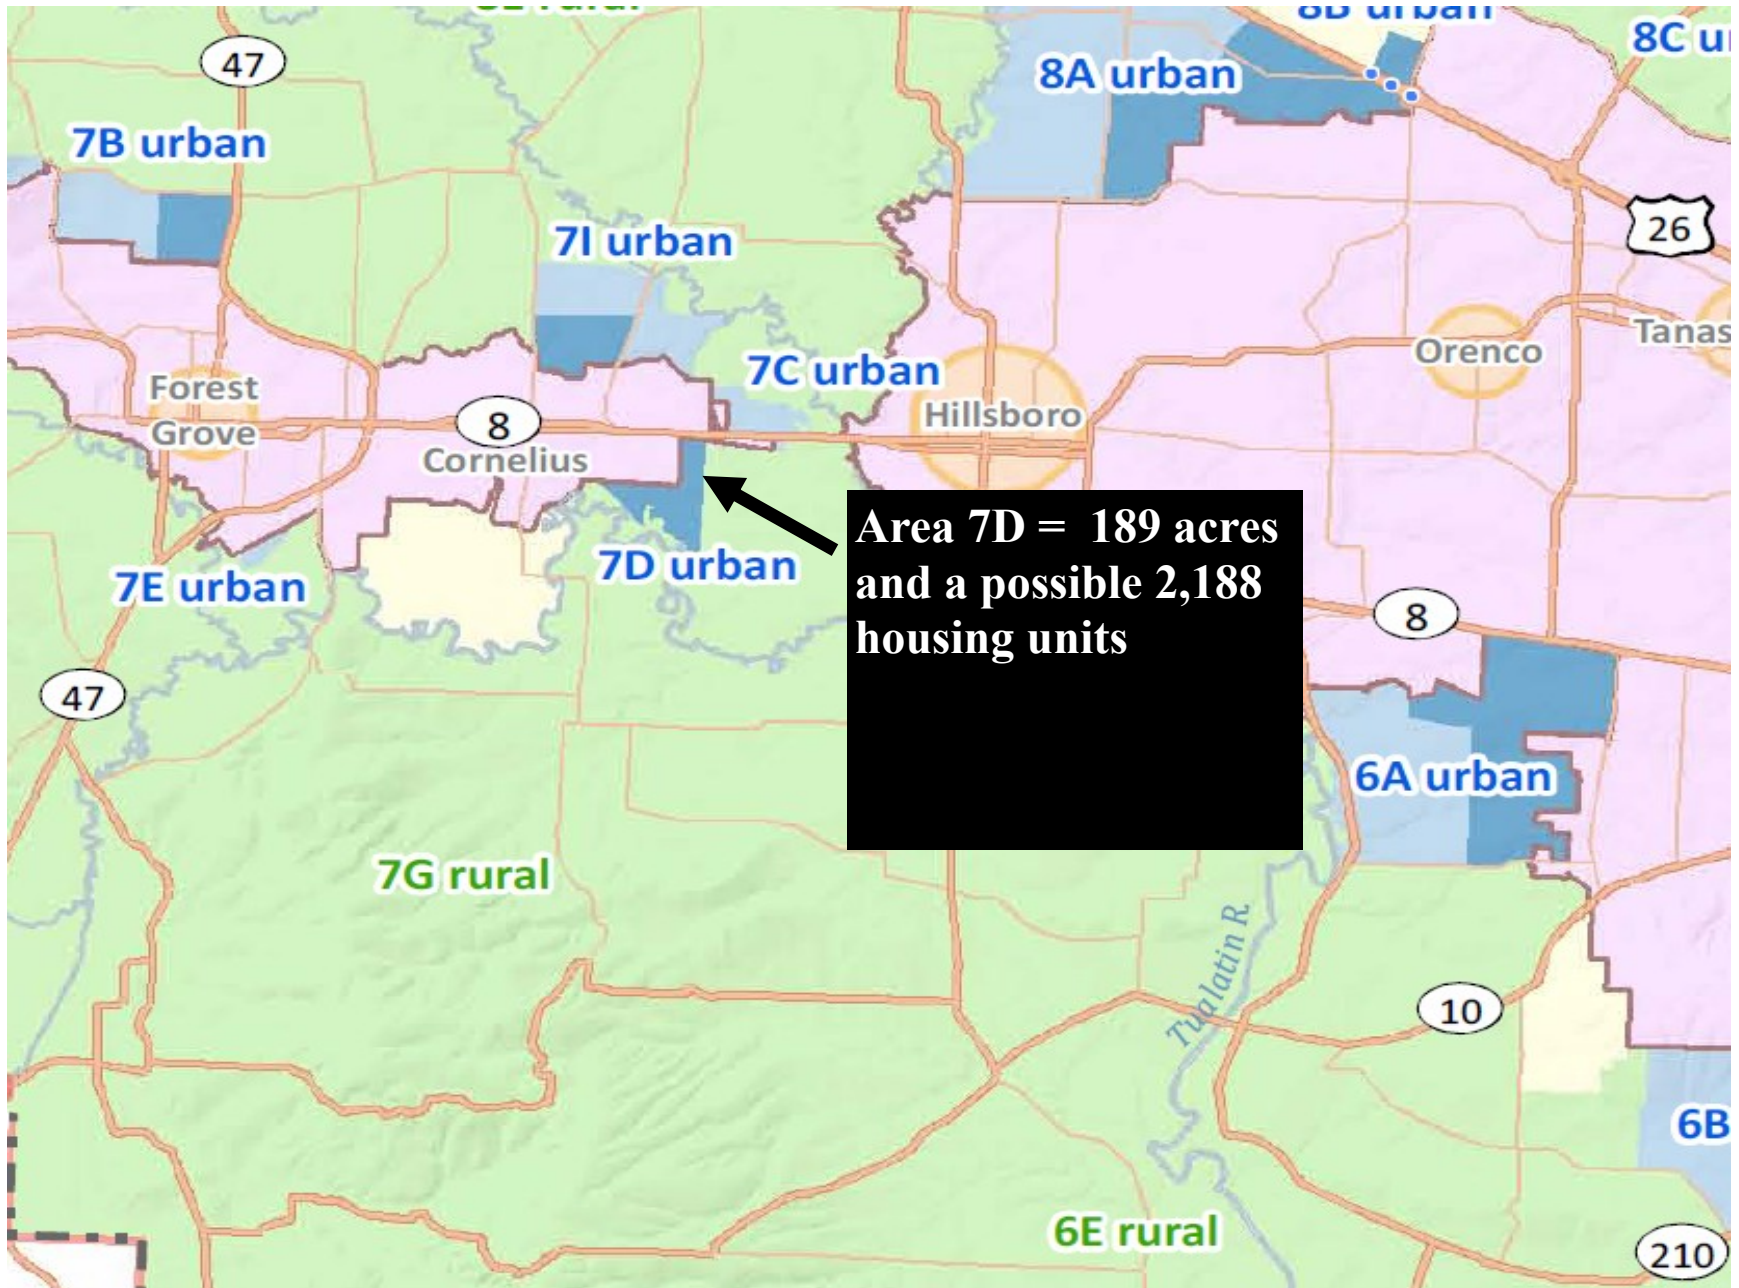 8B urban
47
8C u
8A urban
7B urban
26
7I urban
Tanas
Orenco
7C urban
Forest
Grove
8
Hillsboro
Cornelius
Area 7D = 189 acres
and a possible 2,188
housing units
7D urban
7E urban
8
47
6A urban
7G rural
Tualatin R.
10
6B
6E rural
210